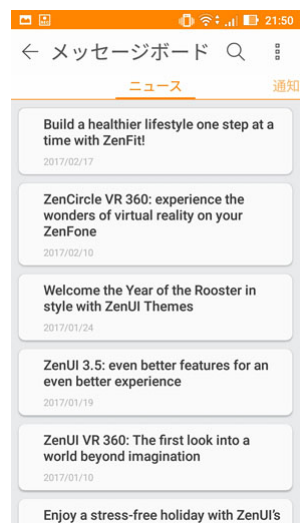 21:50
メッセージボード
ニュース 通知
Build a healthier lifestyle one step at a
time with ZenFit!
2017/02/17
ZenCircle VR 360: experience the
wonders of virtual reality on your
ZenFone
2017/02/10
Welcome the Year of the Rooster in
style with ZenUI Themes
2017/01/24
ZenUI 3.5: even better features for an
even better experience
2017/01/19
ZenUI VR 360: The first look into a
world beyond imagination
2017/01/10
Enjoy a stress-free holiday with ZenUI's